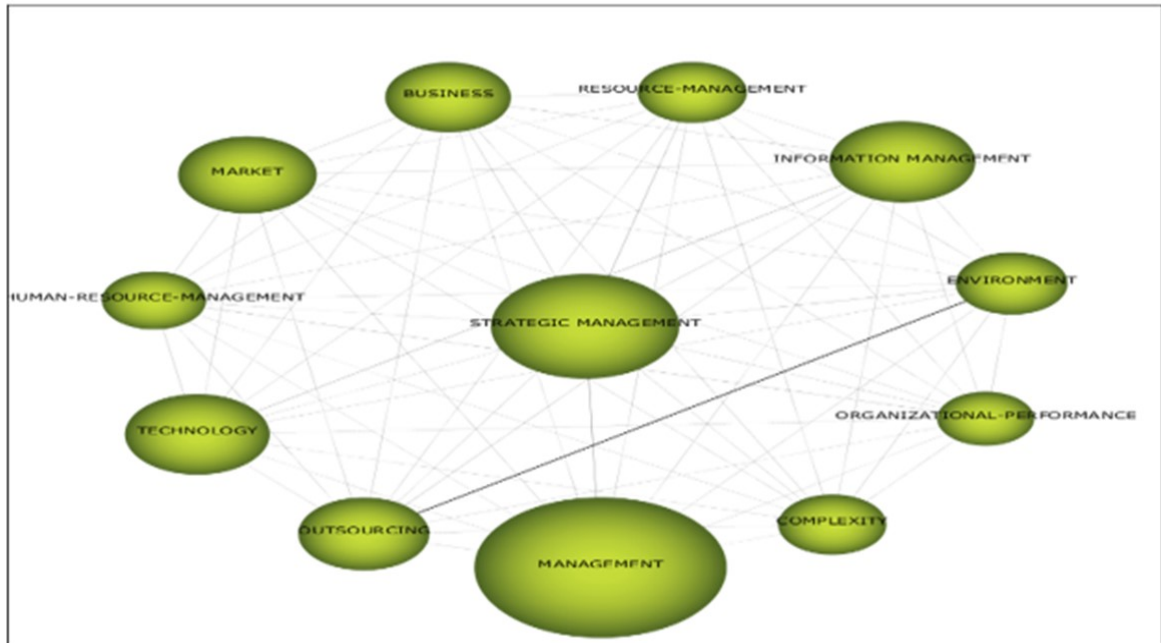 BUSINESS
RESOURCE-MANAGEMENT
MARKET
INFORMATION MANAGEMENT
HUMAN-RESOURCE-MANAGEMENT
ENVIRONMENT
STRATEGIC MANAGEMENT
TECHNOLOGY
ORGANIZATIONAL-PERFORMANCE
OUTSOURCING
COMPLEXITY
MANAGEMENT